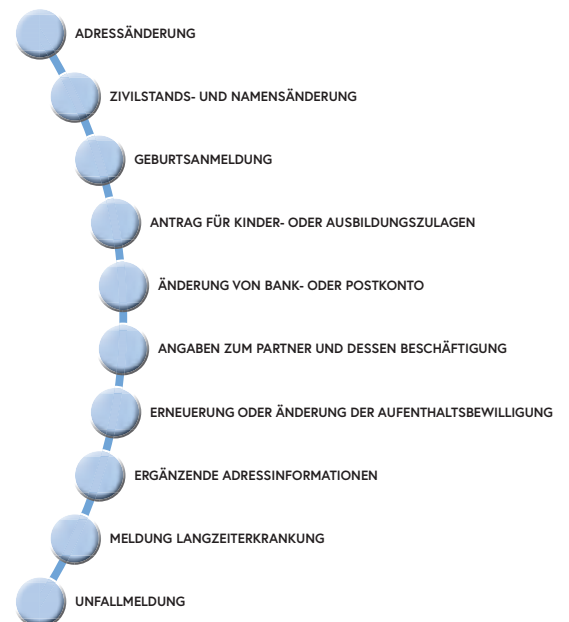 ADRESSÄNDERUNG
ZIVILSTANDS- UND NAMENSÄNDERUNG
GEBURTSANMELDUNG
ANTRAG FÜR KINDER- ODER AUSBILDUNGSZULAGEN
ÄNDERUNG VON BANK- ODER POSTKONTO
ANGABEN ZUM PARTNER UND DESSEN BESCHÄFTIGUNG
ERNEUERUNG ODER ÄNDERUNG DER AUFENTHALTSBEWILLIGUNG
ERGÄNZENDE ADRESSINFORMATIONEN
MELDUNG LANGZEITERKRANKUNG
UNFALLMELDUNG